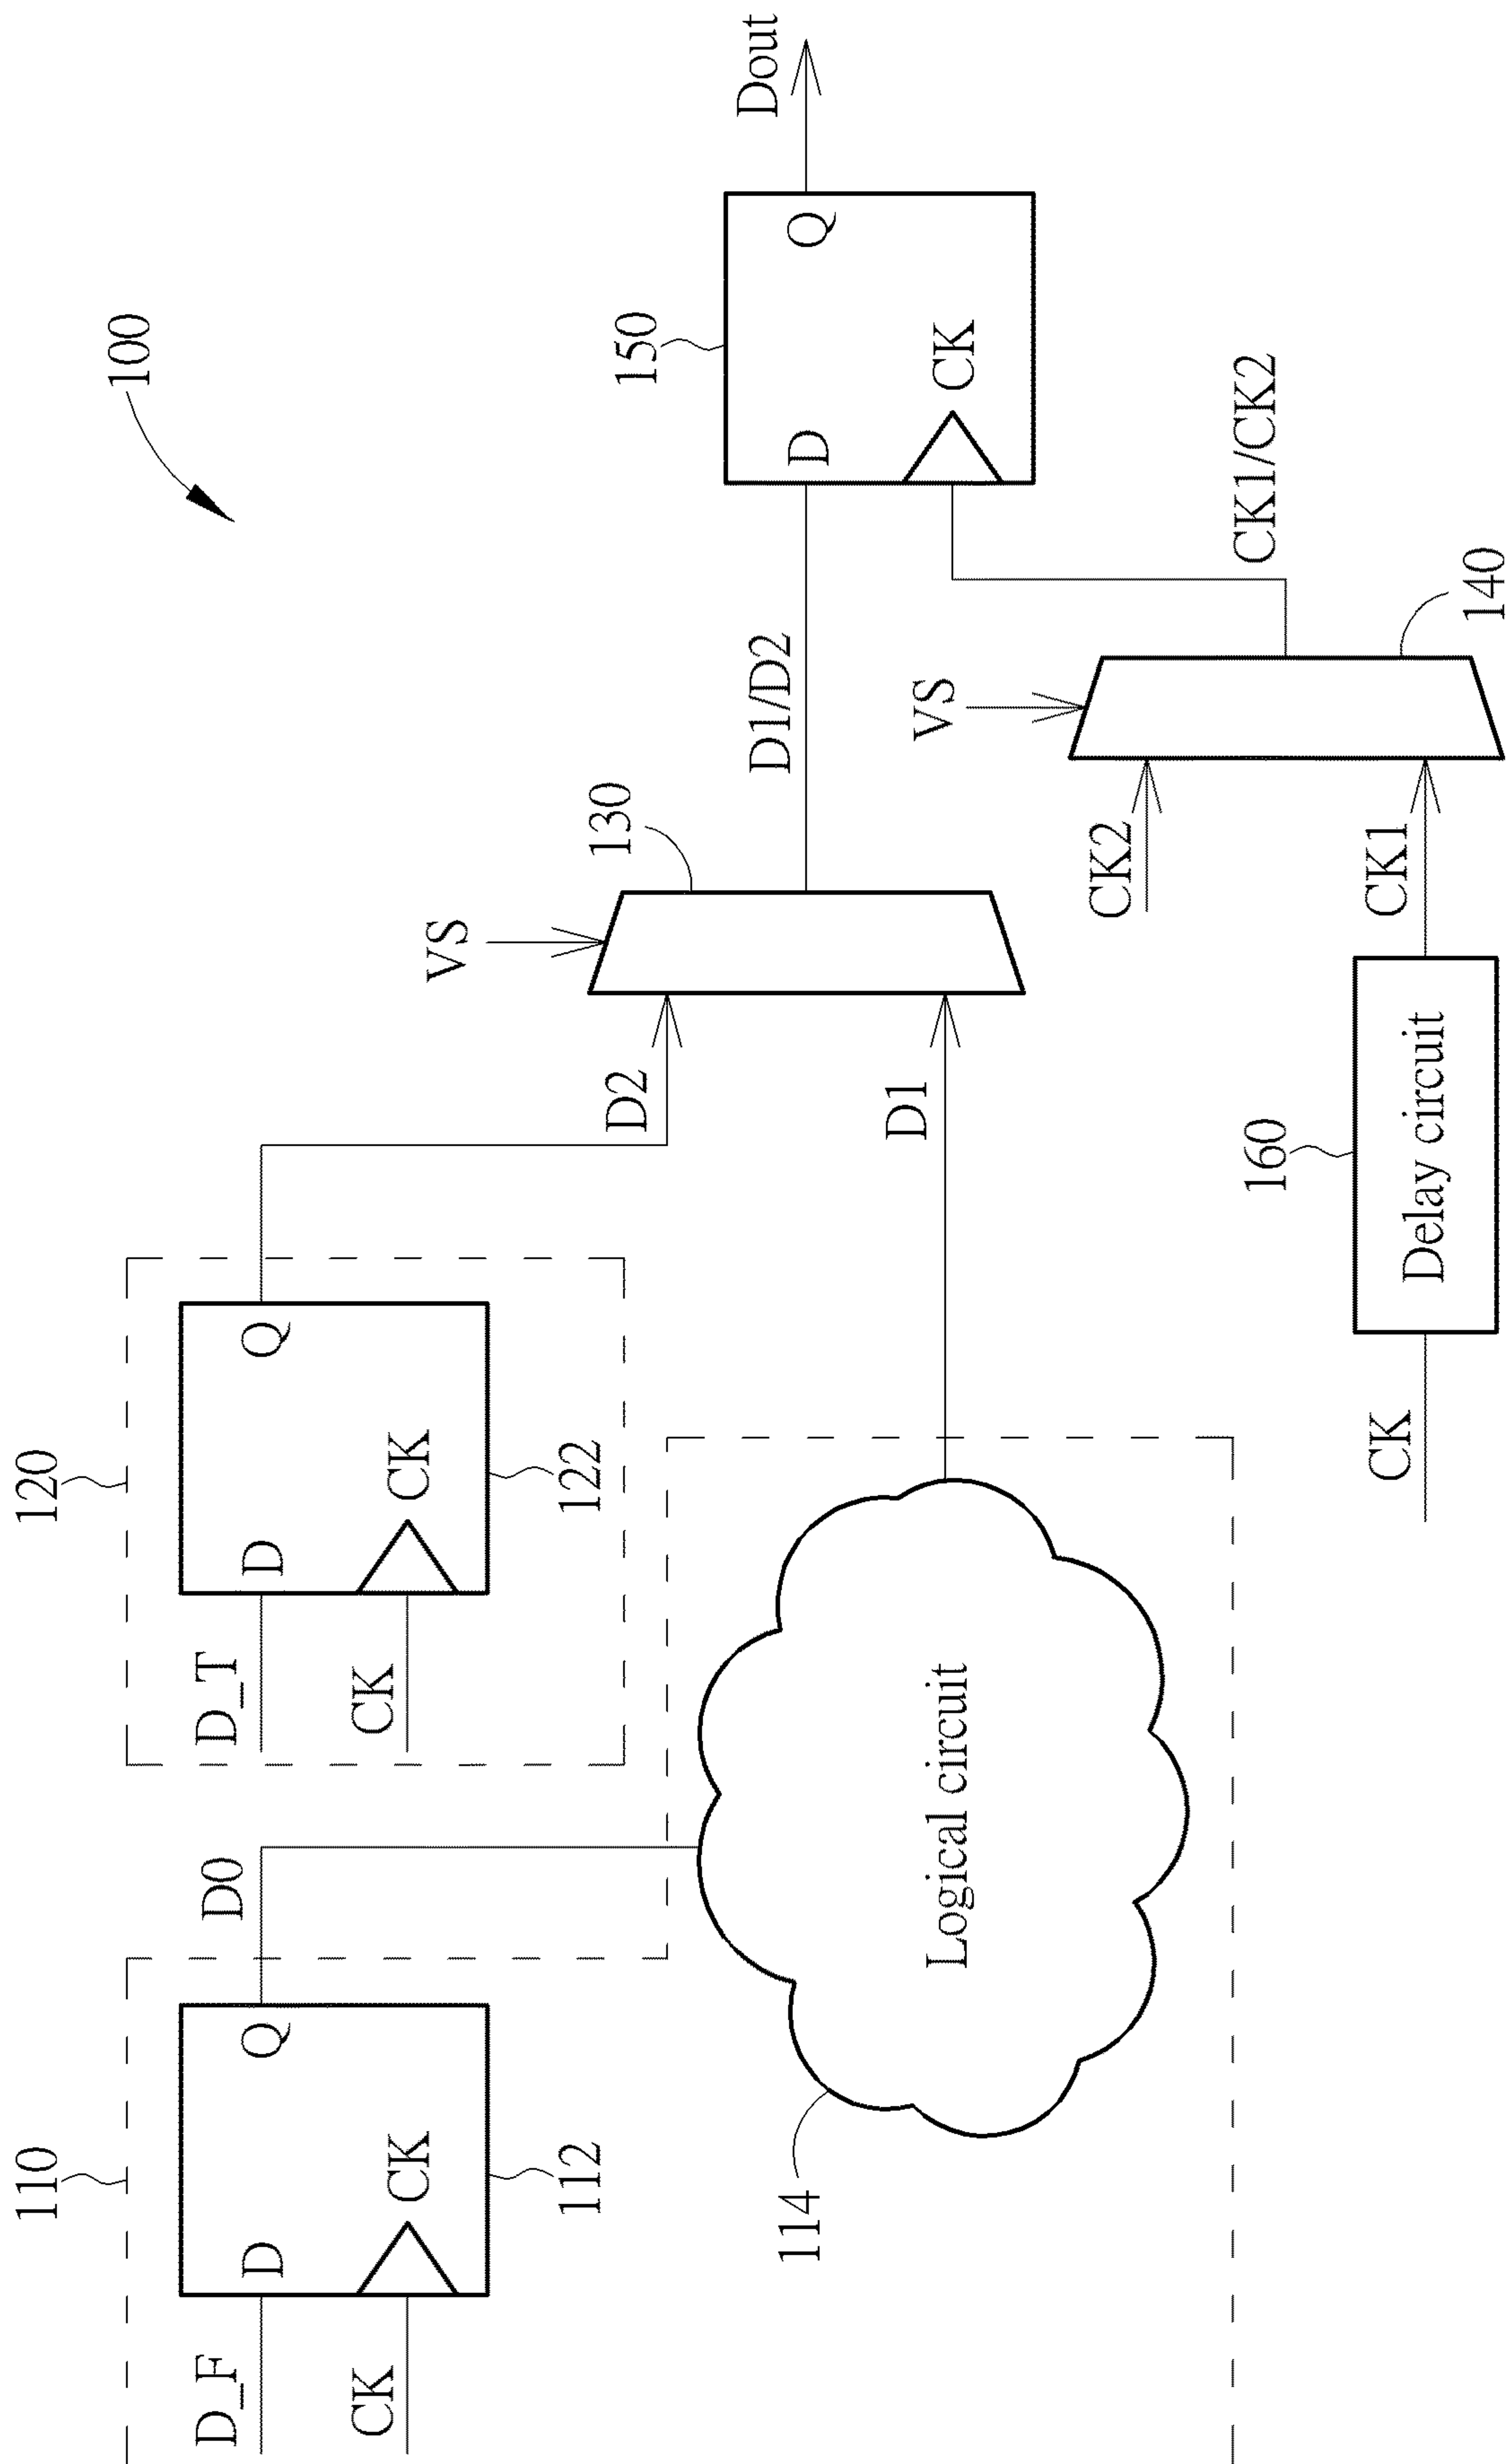 100
110
D_F
D
Q
CK
CK
112
D0
120
D_T
D
Q
CK
CK
122
114
Logical circuit
D2
D1
VS
130
D1/D2
150
D
Q
CK
Dout
VS
CK2
CK1
140
CK1/CK2
160
Delay circuit
CK